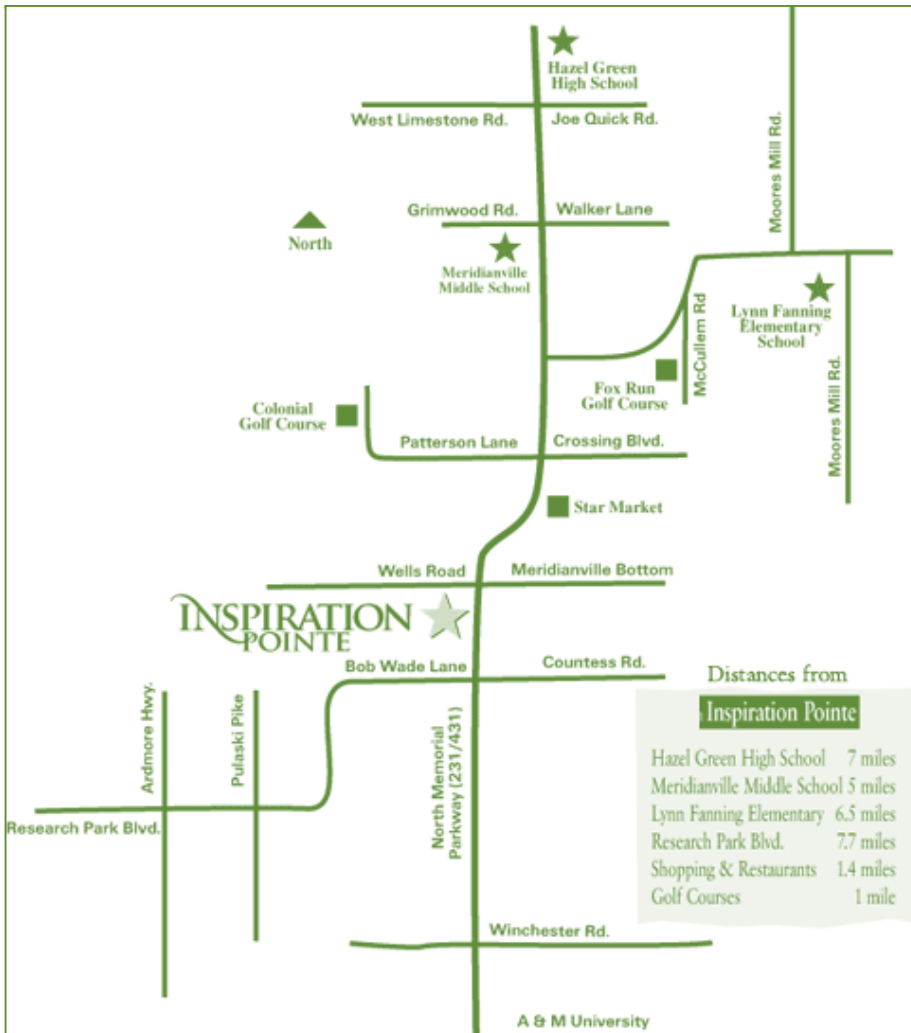 Hazel Green
High School
West Limestone Rd.
Joe Quick Rd.
Moores Mill Rd.
Grimwood Rd.
Walker Lane
North
Meridianville
Middle School
McCullem Rd
Lynn Fanning
Elementary
School
Moores Mill Rd.
Fox Run
Golf Course
Colonial
Golf Course
Patterson Lane
Crossing Blvd.
Star Market
Wells Road
Meridianville Bottom
INSPIRATION
POINTE
Bob Wade Lane
Countess Rd.
Ardmore Hwy.
Pulaski Pike
North Memorial
Parkway (231/431)
Research Park Blvd.
Distances from
Inspiration Pointe
Hazel Green High School 7 miles
Meridianville Middle School 5 miles
Lynn Fanning Elementary 6.5 miles
Research Park Blvd. 7.7 miles
Shopping & Restaurants 1.4 miles
Golf Courses 1 mile
Winchester Rd.
A & M University